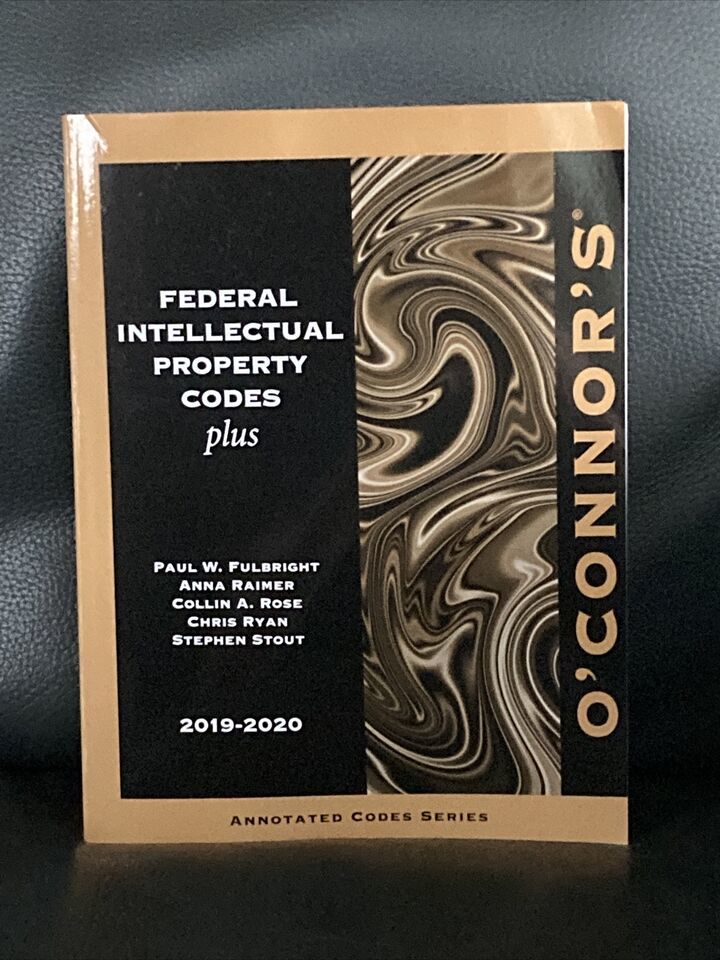 FEDERAL
INTELLECTUAL
PROPERTY
CODES
plus
PAUL W. FULBRIGHT
ANNA RAIMER
COLLIN A. ROSE
CHRIS RYAN
STEPHEN STOUT
2019-2020
O'CONNOR'S®
ANNOTATED CODES SERIES